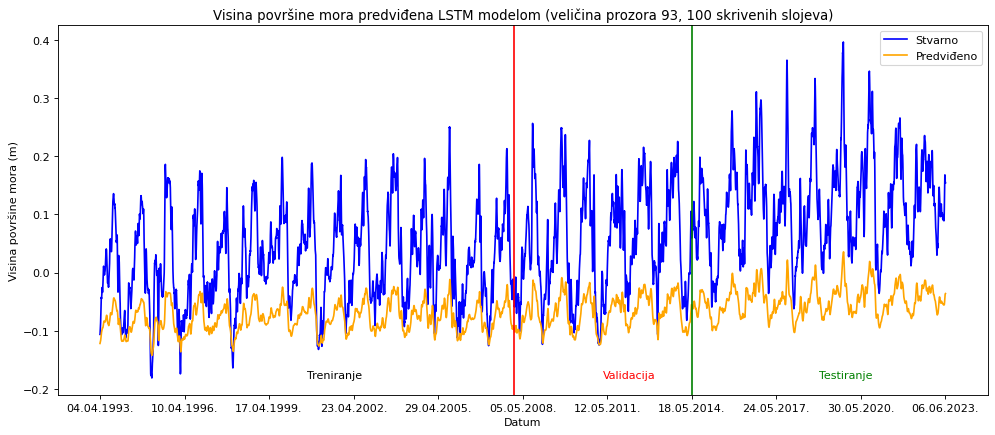 Visina površine mora predviđena LSTM modelom (veličina prozora 93, 100 skrivenih slojeva)
Stvarno
Predviđeno
Visina površine mora (m)
0.4
0.3
0.2
0.1
0.0
−0.1
−0.2
Treniranje
Validacija
Testiranje
04.04.1993. 10.04.1996. 17.04.1999. 23.04.2002. 29.04.2005. 05.05.2008. 12.05.2011. 18.05.2014. 24.05.2017. 30.05.2020. 06.06.2023.
Datum